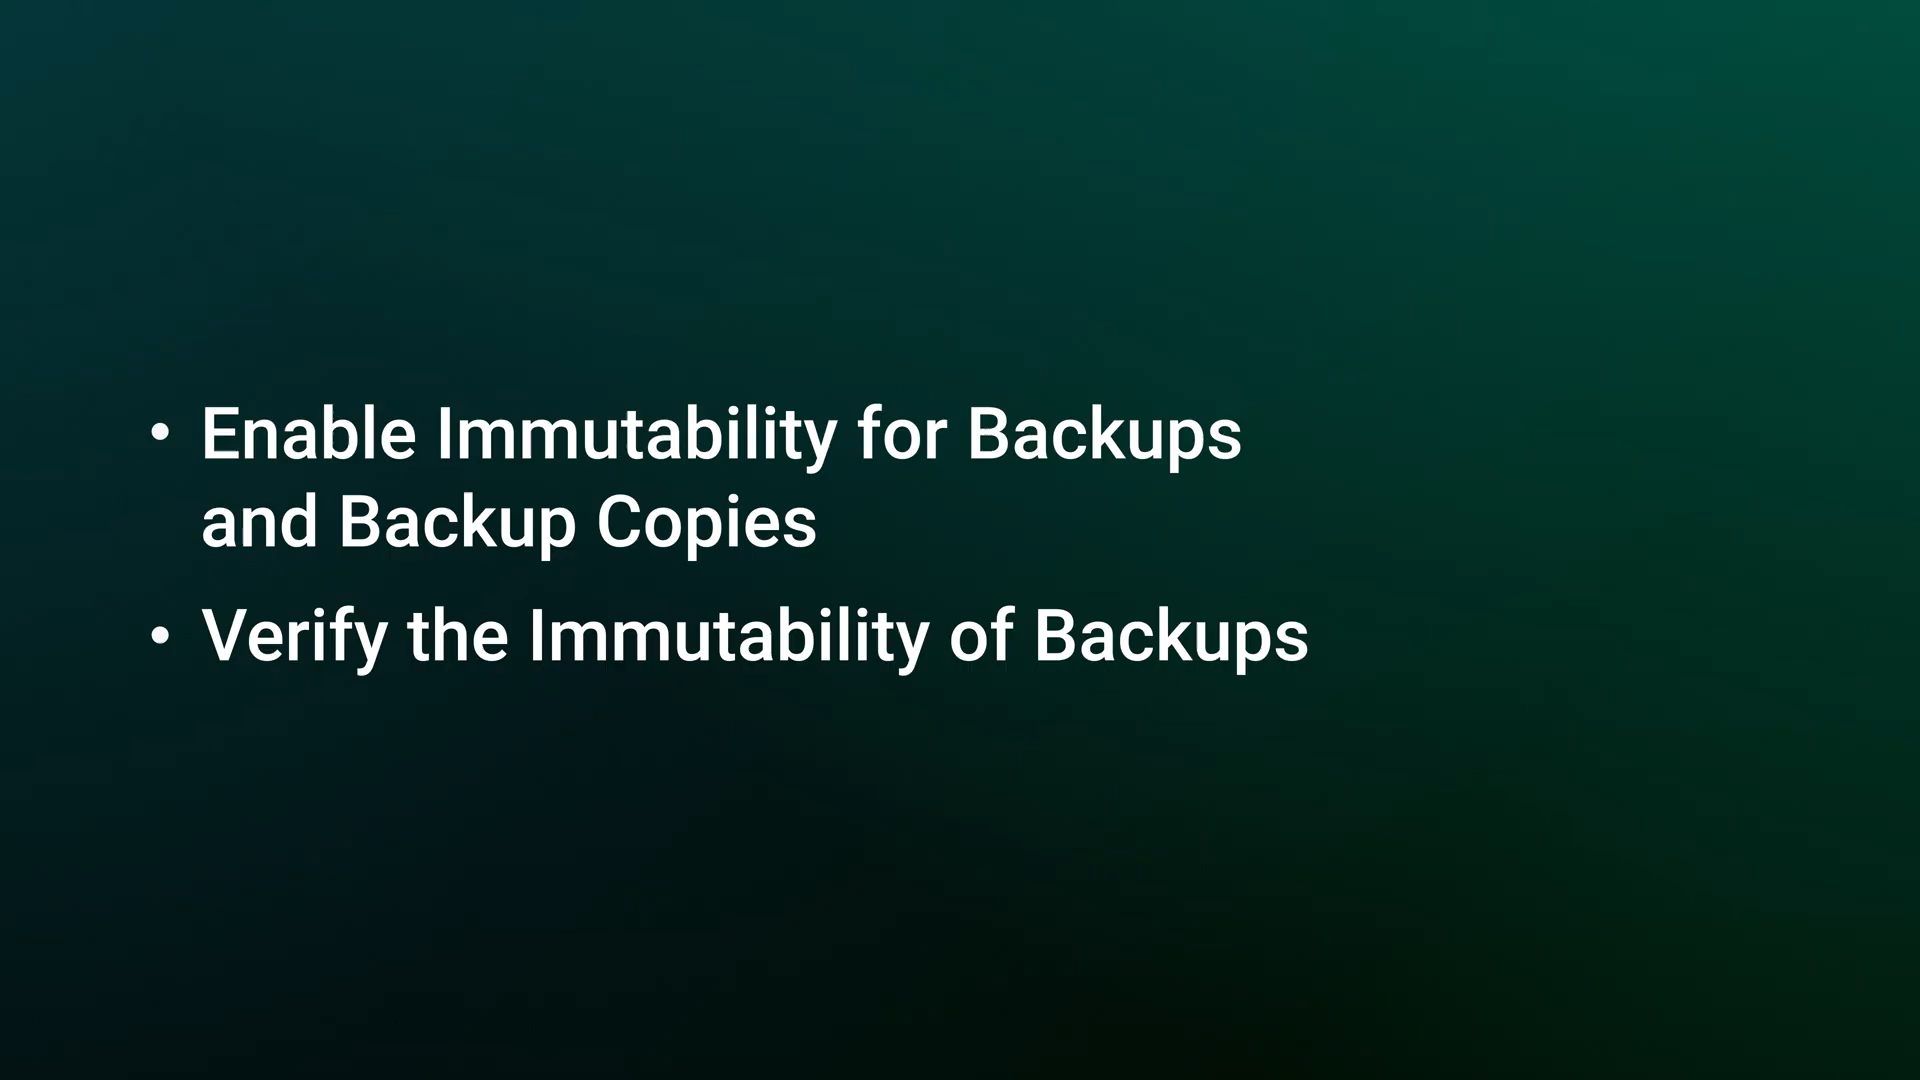 • Enable Immutability for Backups
and Backup Copies
• Verify the Immutability of Backups